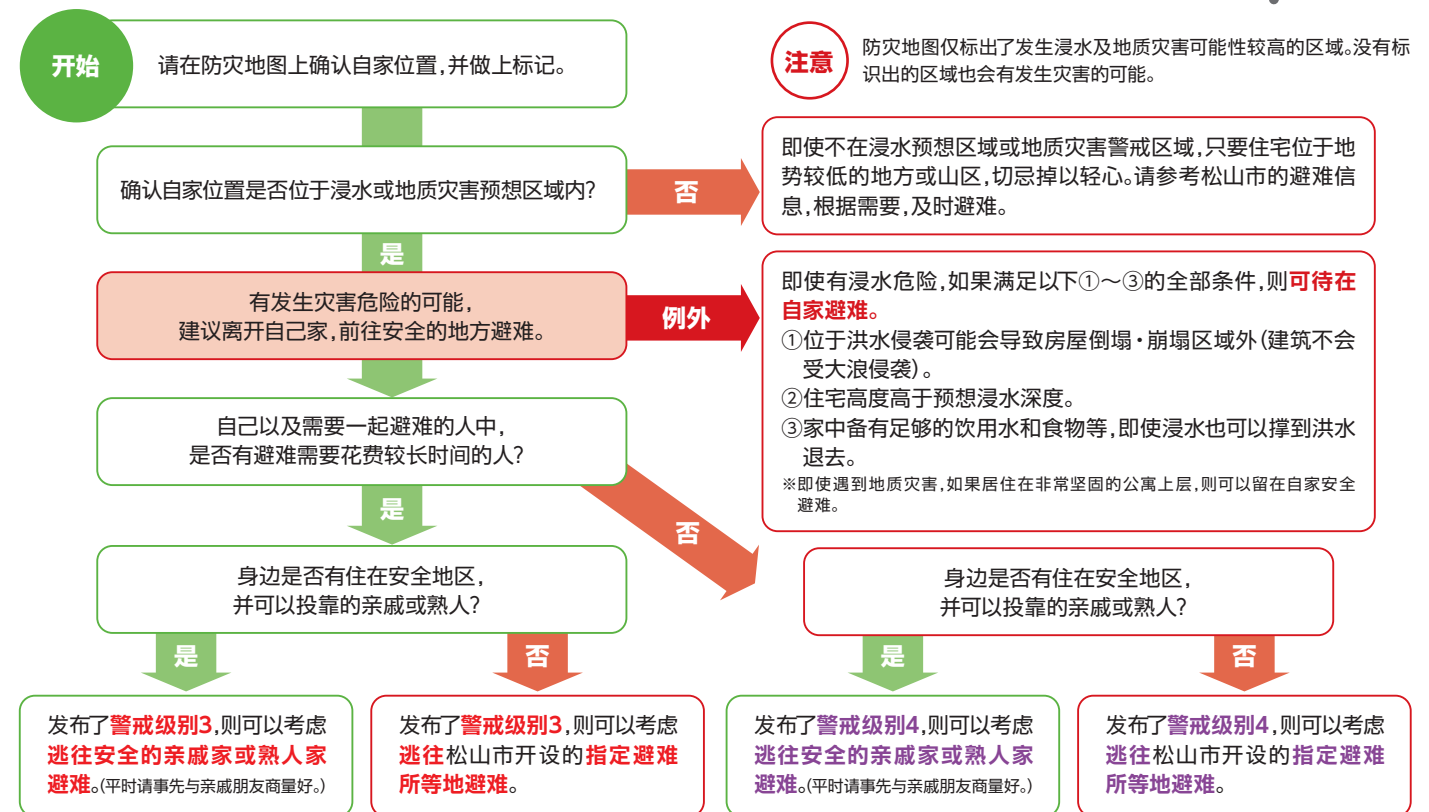 开始
请在防灾地图上确认自家位置,并做上标记。
注意
防灾地图仅标出了发生浸水及地质灾害可能性较高的区域。没有标
识出的区域也会有发生灾害的可能。
确认自家位置是否位于浸水或地质灾害预想区域内?
否
即使不在浸水预想区域或地质灾害警戒区域,只要住宅位于地
势较低的地方或山区,切忌掉以轻心。请参考松山市的避难信
息,根据需要,及时避难。
是
有发生灾害危险的可能,
建议离开自己家,前往安全的地方避难。
例外
即使有浸水危险,如果满足以下①～③的全部条件,则可待在
自家避难。
①位于洪水侵袭可能会导致房屋倒塌・崩塌区域外(建筑不会
受大浪侵袭)。
②住宅高度高于预想浸水深度。
③家中备有足够的饮用水和食物等,即使浸水也可以撑到洪水
退去。
※即使遇到地质灾害,如果居住在非常坚固的公寓上层,则可以留在自家安全
避难。
自己以及需要一起避难的人中,
是否有避难需要花费较长时间的人?
是
否
身边是否有住在安全地区,
并可以投靠的亲戚或熟人?
身边是否有住在安全地区,
并可以投靠的亲戚或熟人?
是
否
是
否
发布了警戒级别3,则可以考虑
逃往安全的亲戚家或熟人家
避难。(平时请事先与亲戚朋友商量好。)
发布了警戒级别3,则可以考虑
逃往松山市开设的指定避难
所等地避难。
发布了警戒级别4,则可以考虑
逃往安全的亲戚家或熟人家
避难。(平时请事先与亲戚朋友商量好。)
发布了警戒级别4,则可以考虑
逃往松山市开设的指定避难
所等地避难。